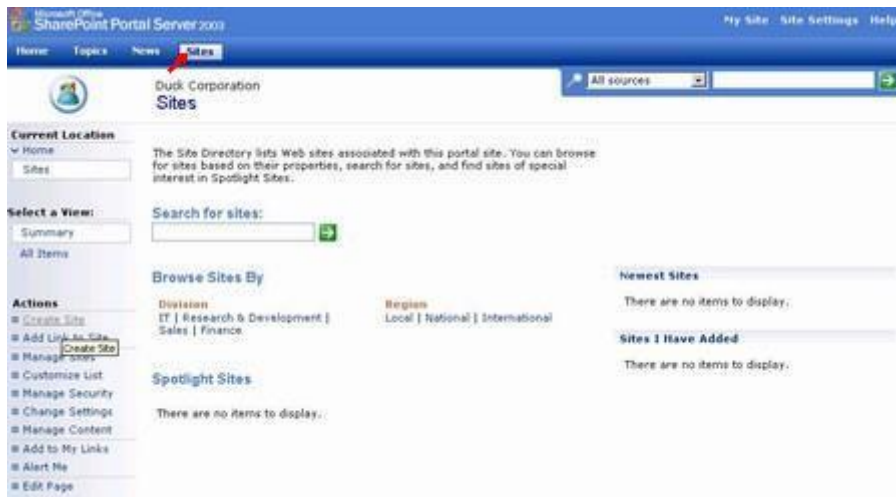 Microsoft Office
SharePoint Portal Server 2003
My Site Site Settings Help
Home Topics News Sites
Duck Corporation
Sites
All sources
Current Location
Home
Sites
The Site Directory lists Web sites associated with this portal site. You can browse
for sites based on their properties, search for sites, and find sites of special
interest in Spotlight Sites.
Select a View:
Summary
All Items
Search for sites:
Browse Sites By
Division
IT | Research & Development |
Sales | Finance
Region
Local | National | International
Newest Sites
There are no items to display.
Sites I Have Added
There are no items to display.
Spotlight Sites
There are no items to display.
Actions
Create Site
Add Link to Site
Create Site
Manage Sites
Customize List
Manage Security
Change Settings
Manage Content
Add to My Links
Alert Me
Edit Page